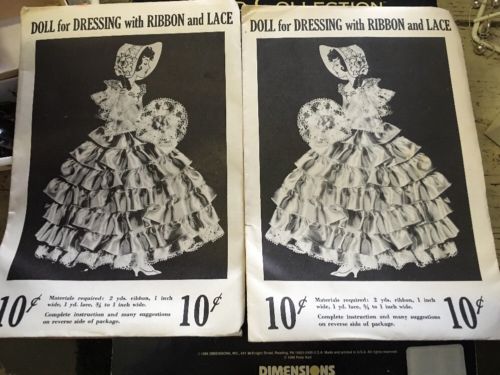 COLLECTION
DOLL for DRESSING with RIBBON and LACE
10¢
Materials required: 2 yds. ribbon, 1 inch
wide, 1 yd. lace, ¾ to 1 inch wide.
Complete instruction and many suggestions
on reverse side of package.
10¢
DOLL for DRESSING with RIBBON and LACE
10¢
Materials required: 2 yds. ribbon, 1 inch
wide, 1 yd. lace, ¾ to 1 inch wide.
Complete instruction and many suggestions
on reverse side of package.
10¢
DIMENSIONS